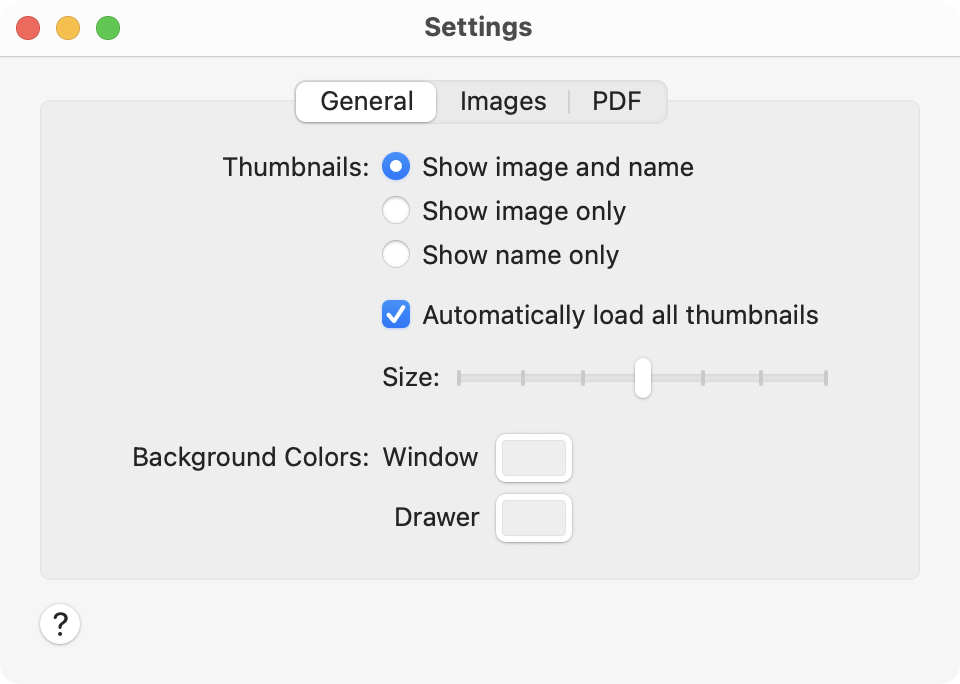 Settings
General Images PDF
Thumbnails: Show image and name
Show image only
Show name only
Automatically load all thumbnails
Size:
Background Colors: Window
Drawer
?